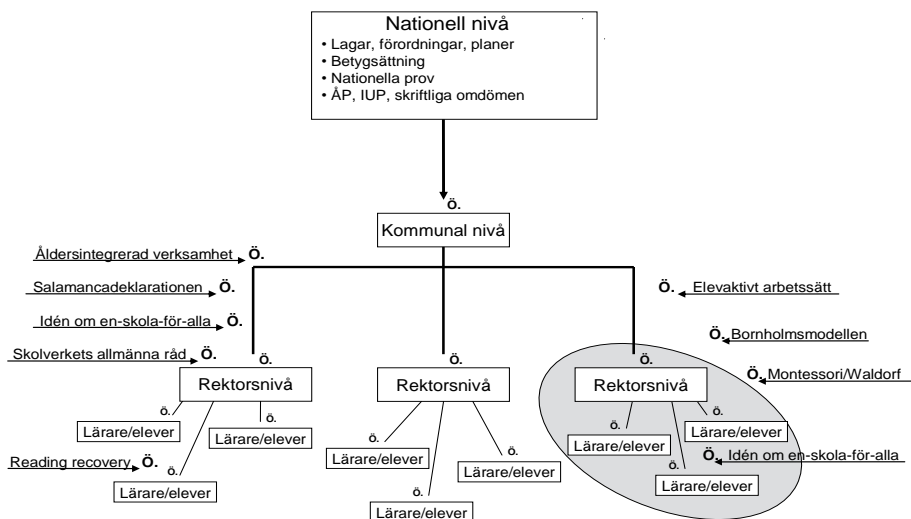 Nationell nivå
• Lagar, förordningar, planer
• Betygsättning
• Nationella prov
• ÅP, IUP, skriftliga omdömen
Ö.
Kommunal nivå
Åldersintegrerad verksamhet Ö.
Salamancadeklarationen Ö.
Ö. Elevaktivt arbetssätt
Idén om en-skola-för-alla Ö.
Ö. Bornholmsmodellen
Skolverkets allmänna råd Ö.
Ö.
Ö.
Ö.
Rektorsnivå
Rektorsnivå
Rektorsnivå
Ö. Montessori/Waldorf
Ö.
Ö.
Ö.
Ö.
Ö.
Ö.
Lärare/elever
Lärare/elever
Lärare/elever
Lärare/elever
Lärare/elever
Lärare/elever
Reading recovery Ö.
Ö.
Ö.
Ö.
Ö. Idén om en-skola-för-alla
Lärare/elever
Lärare/elever
Lärare/elever